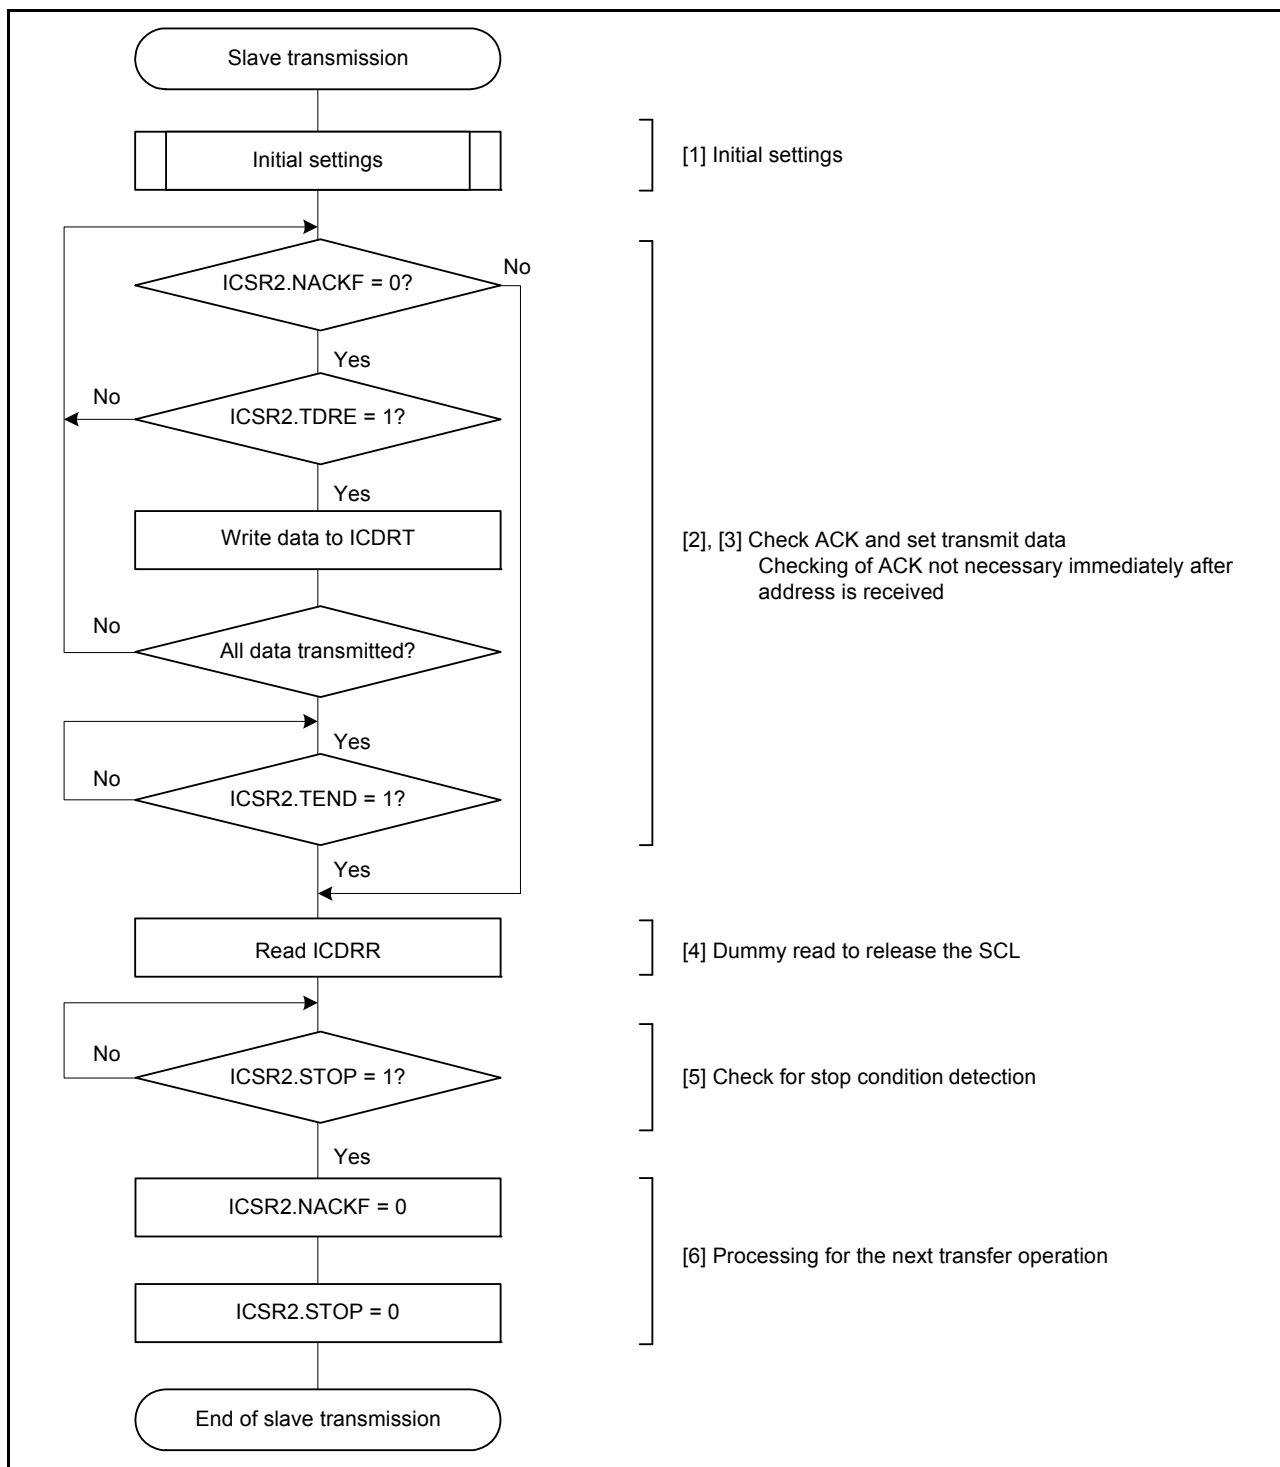 Slave transmission
Initial settings
[1] Initial settings
ICSR2.NACKF = 0?
No
Yes
No
ICSR2.TDRE = 1?
Yes
Write data to ICDRT
[2], [3] Check ACK and set transmit data
Checking of ACK not necessary immediately after
address is received
No
All data transmitted?
Yes
No
ICSR2.TEND = 1?
Yes
Read ICDRR
[4] Dummy read to release the SCL
No
ICSR2.STOP = 1?
[5] Check for stop condition detection
Yes
ICSR2.NACKF = 0
[6] Processing for the next transfer operation
ICSR2.STOP = 0
End of slave transmission